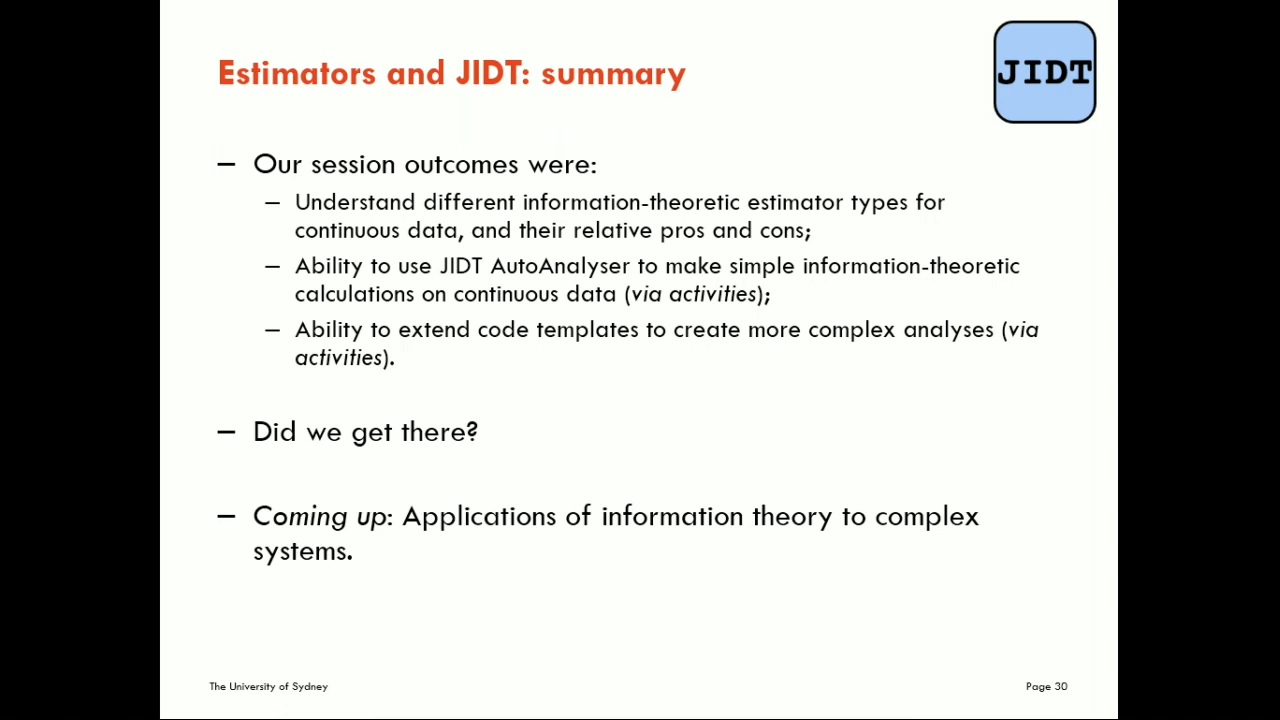 Estimators and JIDT: summary
JIDT
– Our session outcomes were:
– Understand different information-theoretic estimator types for
continuous data, and their relative pros and cons;
– Ability to use JIDT AutoAnalyser to make simple information-theoretic
calculations on continuous data (via activities);
– Ability to extend code templates to create more complex analyses (via
activities).
– Did we get there?
– Coming up: Applications of information theory to complex
systems.
The University of Sydney
Page 30